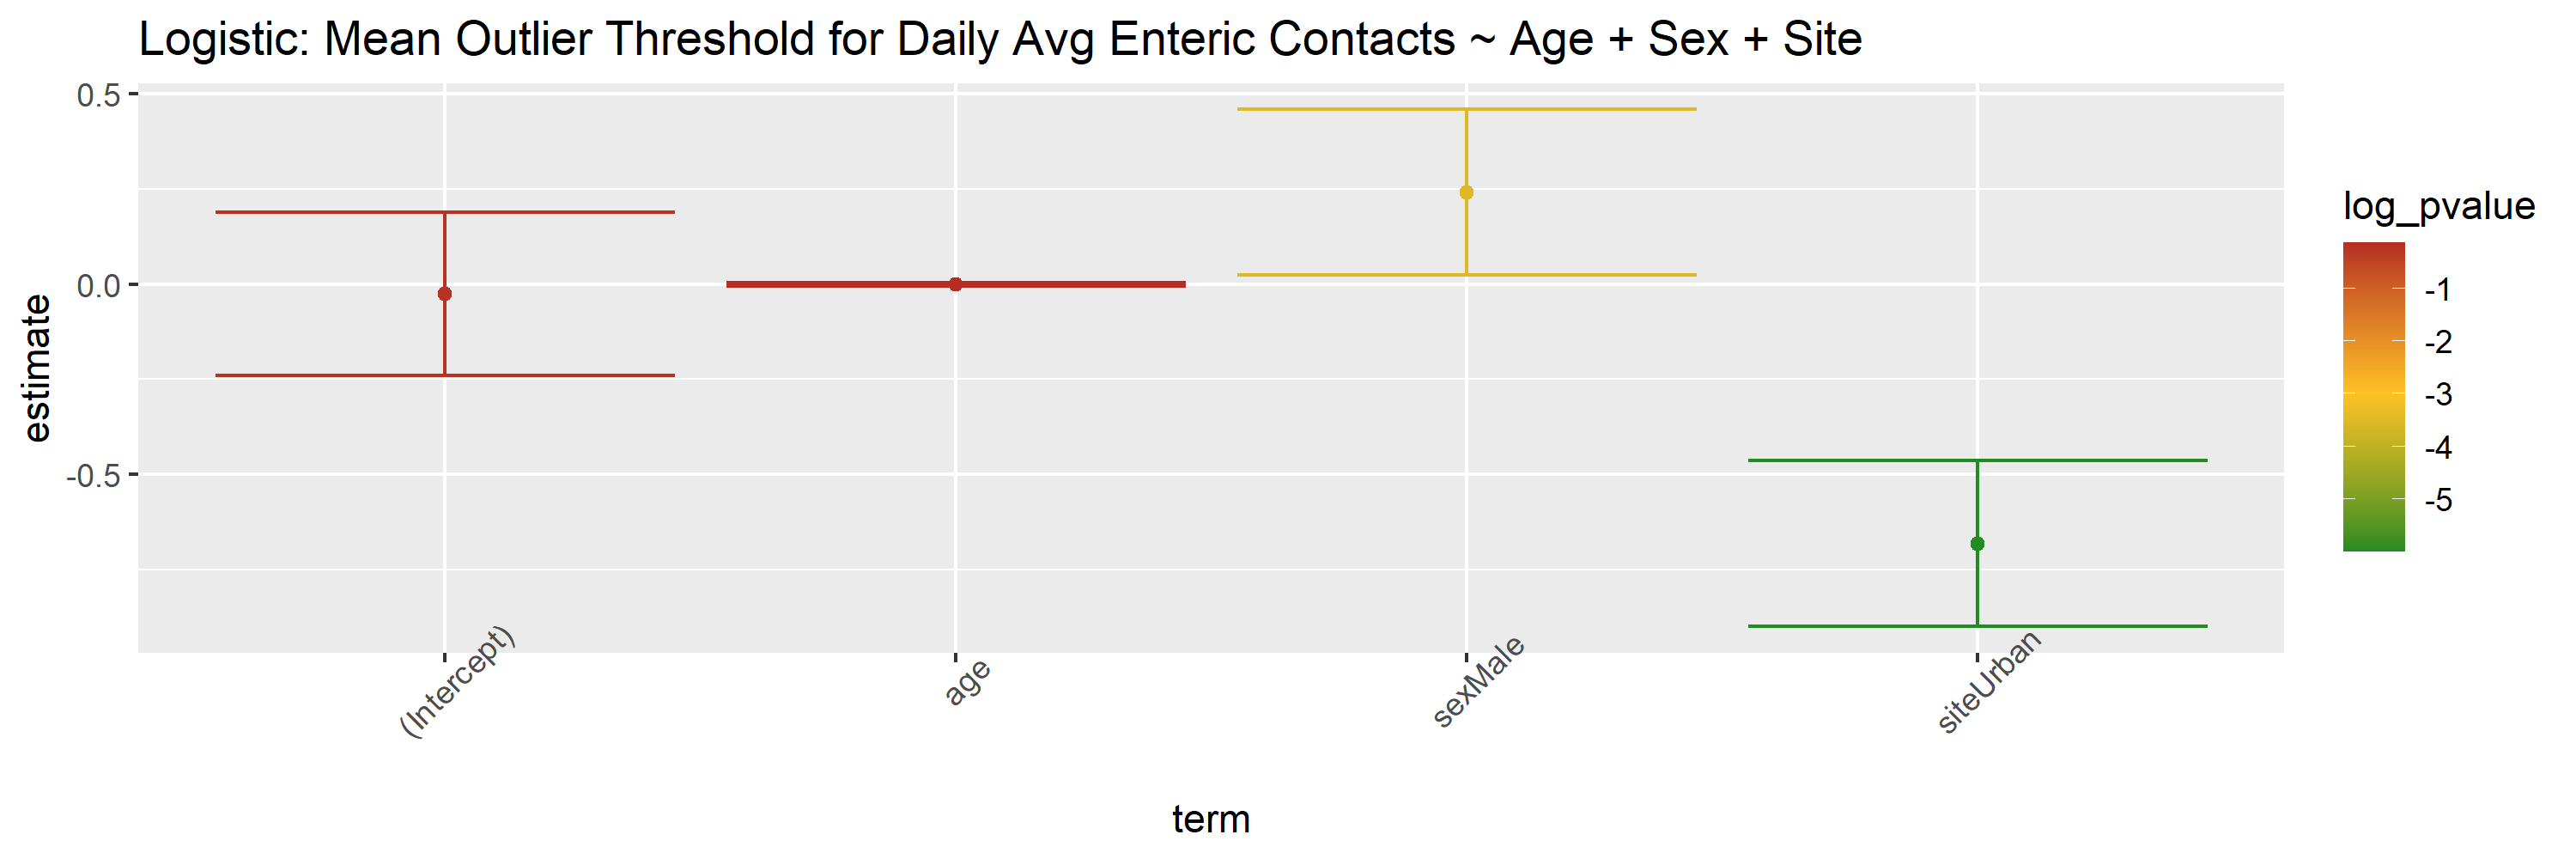 Logistic: Mean Outlier Threshold for Daily Avg Enteric Contacts ~ Age + Sex + Site
estimate
0.5
0.0
-0.5
(Intercept)
age
sexMale
siteUrban
term
log_pvalue
-1
-2
-3
-4
-5